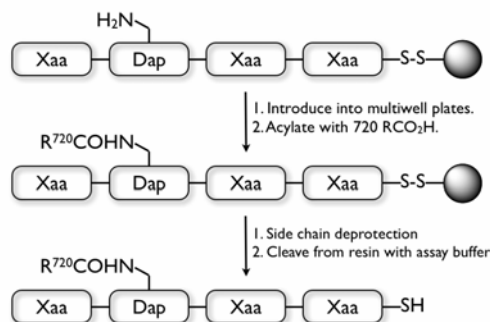 H₂N
Xaa Dap Xaa Xaa S-S
1. Introduce into multiwell plates.
2. Acylate with 720 RCO₂H.
R⁷²⁰COHN
Xaa Dap Xaa Xaa S-S
1. Side chain deprotection
2. Cleave from resin with assay buffer
R⁷²⁰COHN
Xaa Dap Xaa Xaa SH